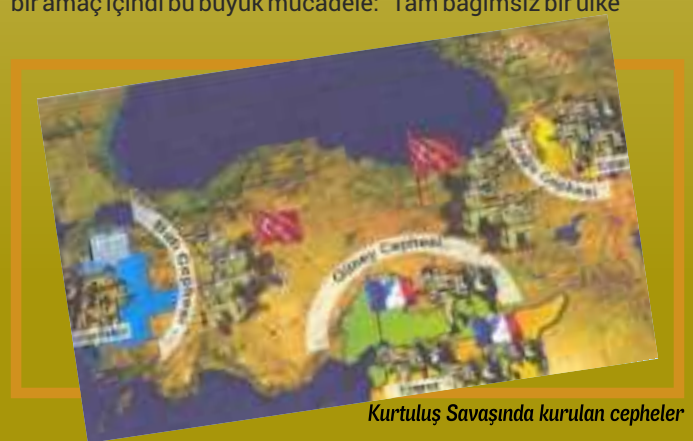 bir amaç içindi bu büyük mücadele: "Tam bağımsız bir ülke
Doğu Cephesi
Batı Cephesi
Güney Cephesi
Kurtuluş Savaşında kurulan cepheler